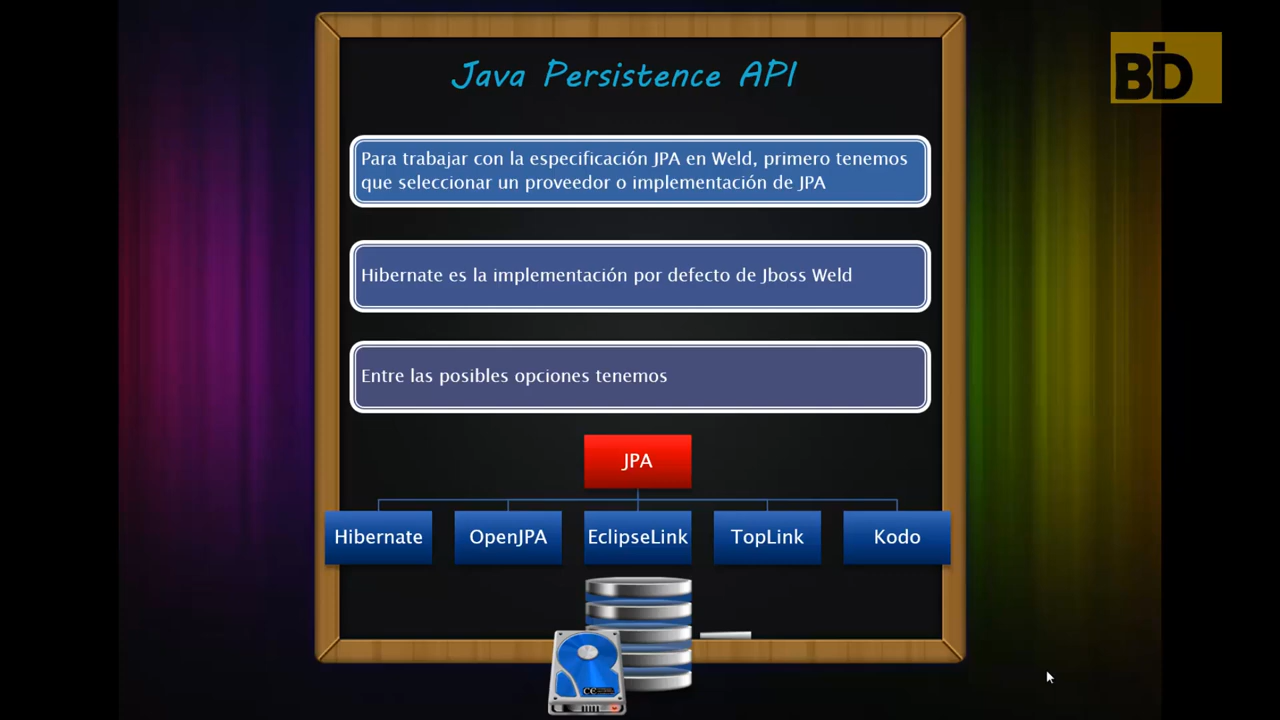 Java Persistence API
BID
Para trabajar con la especificación JPA en Weld, primero tenemos
que seleccionar un proveedor o implementación de JPA
Hibernate es la implementación por defecto de Jboss Weld
Entre las posibles opciones tenemos
JPA
Hibernate OpenJPA EclipseLink TopLink Kodo